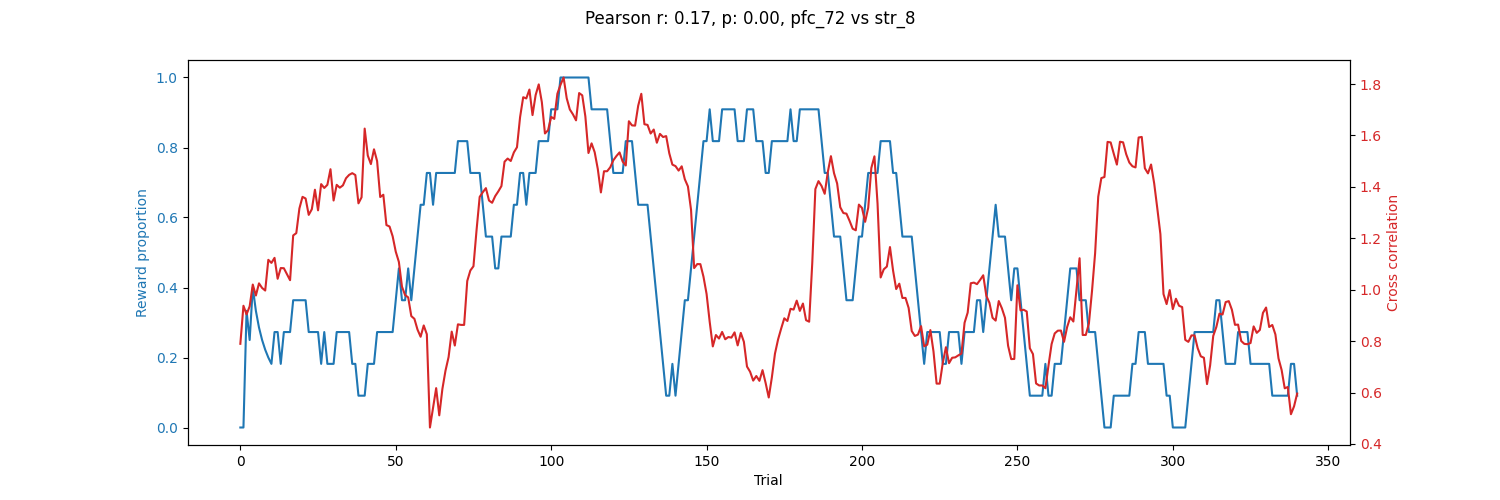 Pearson r: 0.17, p: 0.00, pfc_72 vs str_8
Reward proportion
1.0
0.8
0.6
0.4
0.2
0.0
Cross correlation
1.8
1.6
1.4
1.2
1.0
0.8
0.6
0.4
0 50 100 150 200 250 300 350
Trial